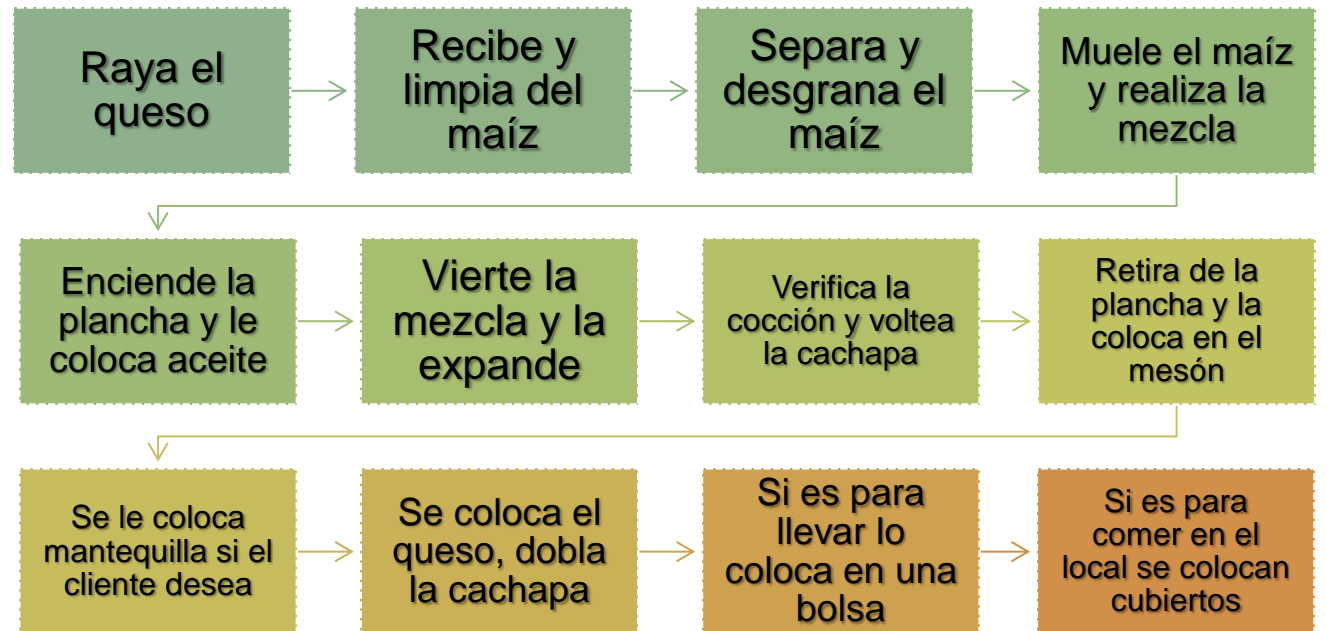 Raya el
queso
Recibe y
limpia del
maíz
Separa y
desgrana el
maíz
Muele el maíz
y realiza la
mezcla
Enciende la
plancha y le
coloca aceite
Vierte la
mezcla y la
expande
Verifica la
cocción y voltea
la cachapa
Retira de la
plancha y la
coloca en el
mesón
Se le coloca
mantequilla si el
cliente desea
Se coloca el
queso, dobla
la cachapa
Si es para
llevar lo
coloca en una
bolsa
Si es para
comer en el
local se colocan
cubiertos